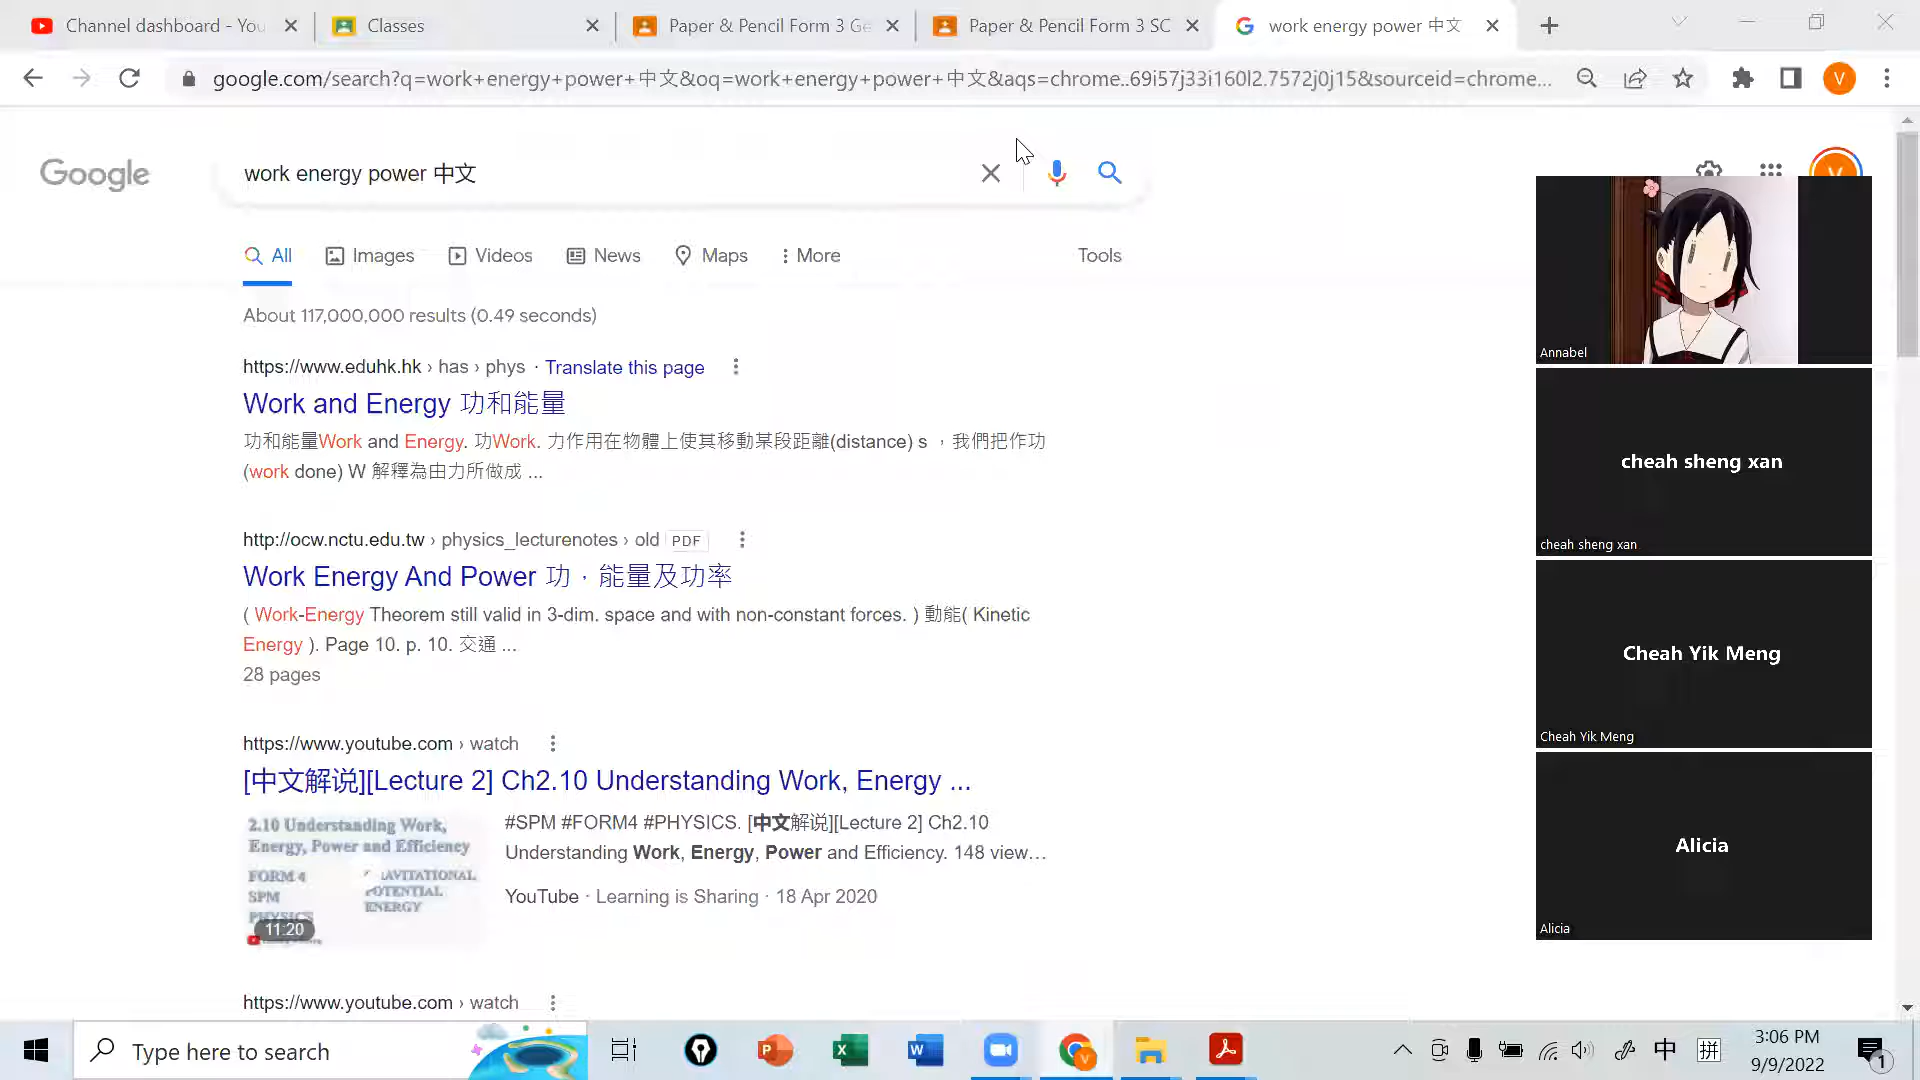 Channel dashboard - You
Classes
Paper & Pencil Form 3 Ge
Paper & Pencil Form 3 SC
work energy power 中文
google.com/search?q=work+energy+power+中文&oq=work+energy+power+中文&aqs=chrome..69i57j33i160l2.7572j0j15&sourceid=chrome...
V
Google
work energy power 中文
V
All
Images
Videos
News
Maps
More
Tools
About 117,000,000 results (0.49 seconds)
https://www.eduhk.hk › has › phys · Translate this page
Work and Energy 功和能量
功和能量Work and Energy. 功Work. 力作用在物體上使其移動某段距離(distance) s ，我們把作功
(work done) W 解釋為由力所做成 ...
http://ocw.nctu.edu.tw › physics_lecturenotes › old PDF
Work Energy And Power 功，能量及功率
( Work-Energy Theorem still valid in 3-dim. space and with non-constant forces. ) 動能( Kinetic
Energy ). Page 10. p. 10. 交通 ...
28 pages
https://www.youtube.com › watch
[中文解说][Lecture 2] Ch2.10 Understanding Work, Energy ...
2.10 Understanding Work,
Energy, Power and Efficiency
FORM 4
SPM
PHYSICS
POTENTIAL
ENERGY
11:20
#SPM #FORM4 #PHYSICS. [中文解说][Lecture 2] Ch2.10
Understanding Work, Energy, Power and Efficiency. 148 view...
YouTube · Learning is Sharing · 18 Apr 2020
https://www.youtube.com › watch
Annabel
cheah sheng xan
cheah sheng xan
Cheah Yik Meng
Cheah Yik Meng
Alicia
Alicia
Type here to search
中
拼
3:06 PM
9/9/2022
1